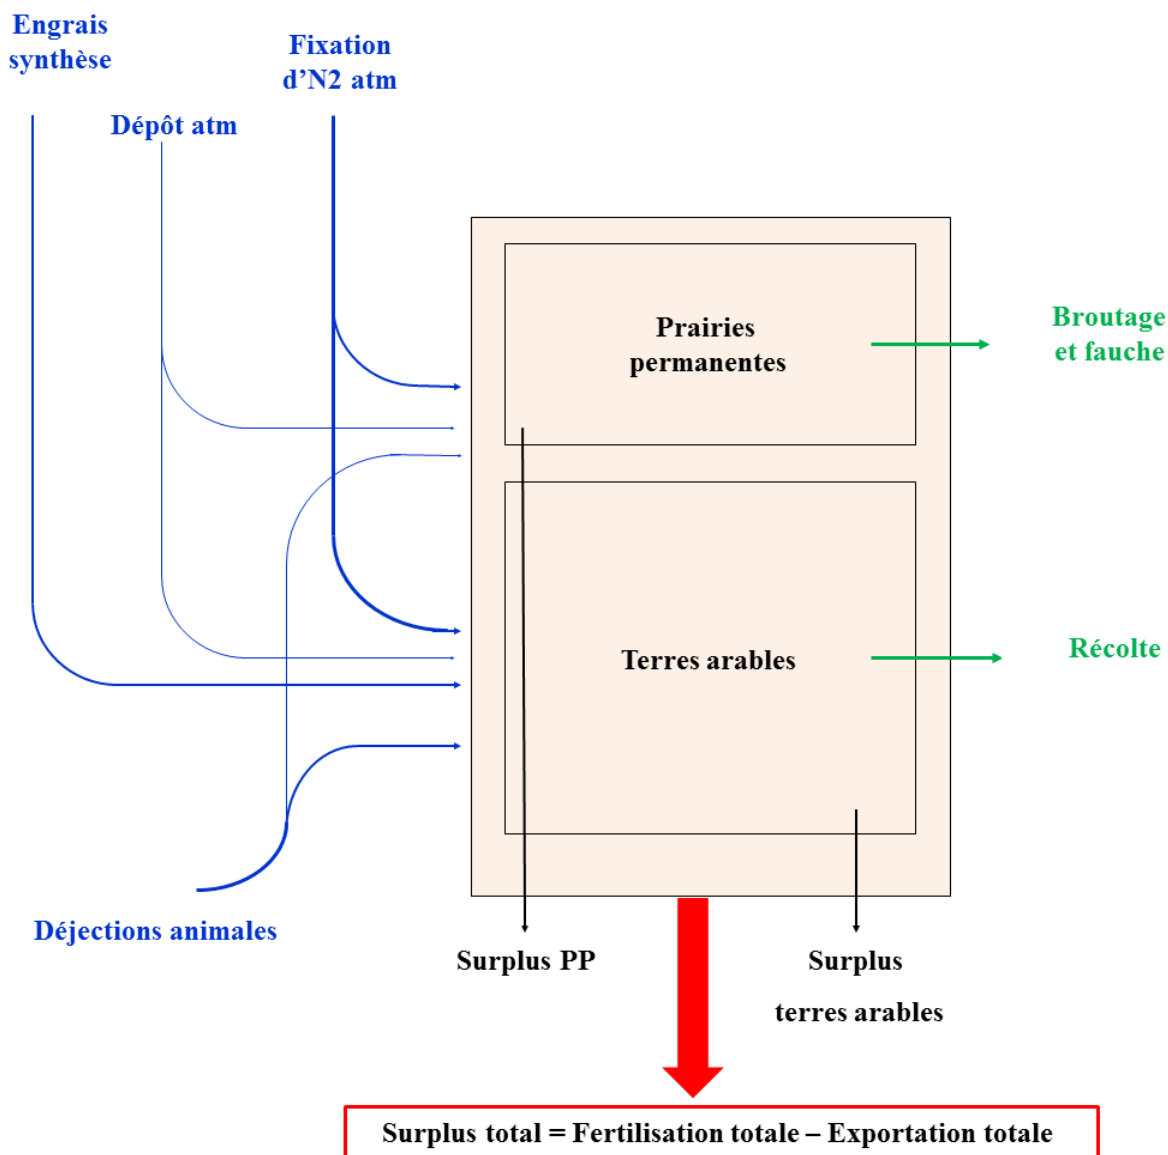 Engrais
synthèse
Fixation
d'N2 atm
Dépôt atm
Prairies
permanentes
Broutage
et fauche
Terres arables
Récolte
Déjections animales
Surplus PP
Surplus
terres arables
Surplus total = Fertilisation totale – Exportation totale